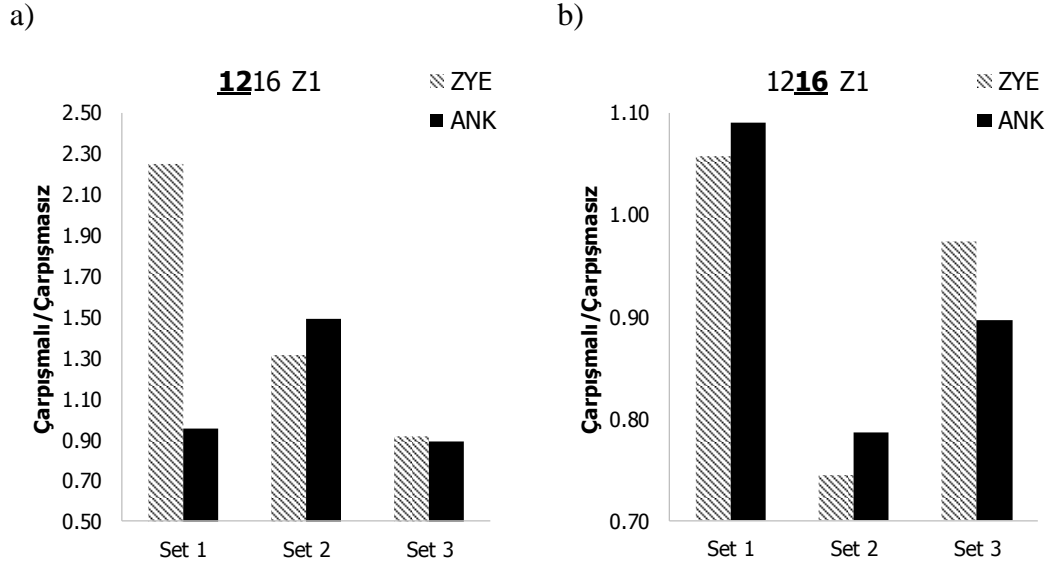 a)
1216 Z1
ZYE
ANK
Çarpışmalı/Çarpışmasız
2.50
2.30
2.10
1.90
1.70
1.50
1.30
1.10
0.90
0.70
0.50
Set 1 Set 2 Set 3
b)
1216 Z1
ZYE
ANK
Çarpışmalı/Çarpışmasız
1.10
1.00
0.90
0.80
0.70
Set 1 Set 2 Set 3